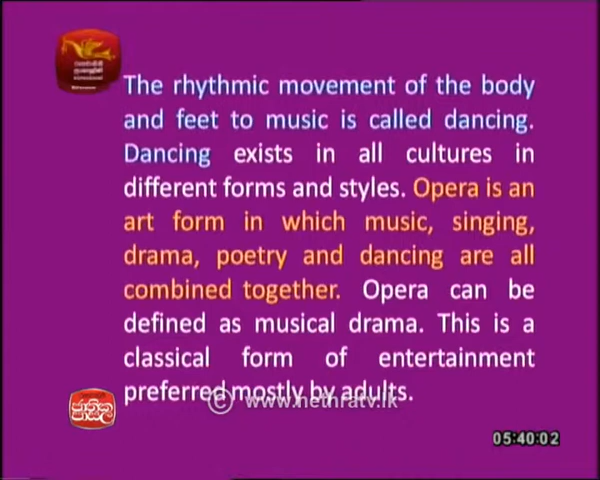 The rhythmic movement of the body
and feet to music is called dancing.
Dancing exists in all cultures in
different forms and styles. Opera is an
art form in which music, singing,
drama, poetry and dancing are all
combined together. Opera can be
defined as musical drama. This is a
classical form of entertainment
preferred mostly by adults.
© www.nethratv.lk
05:40:02